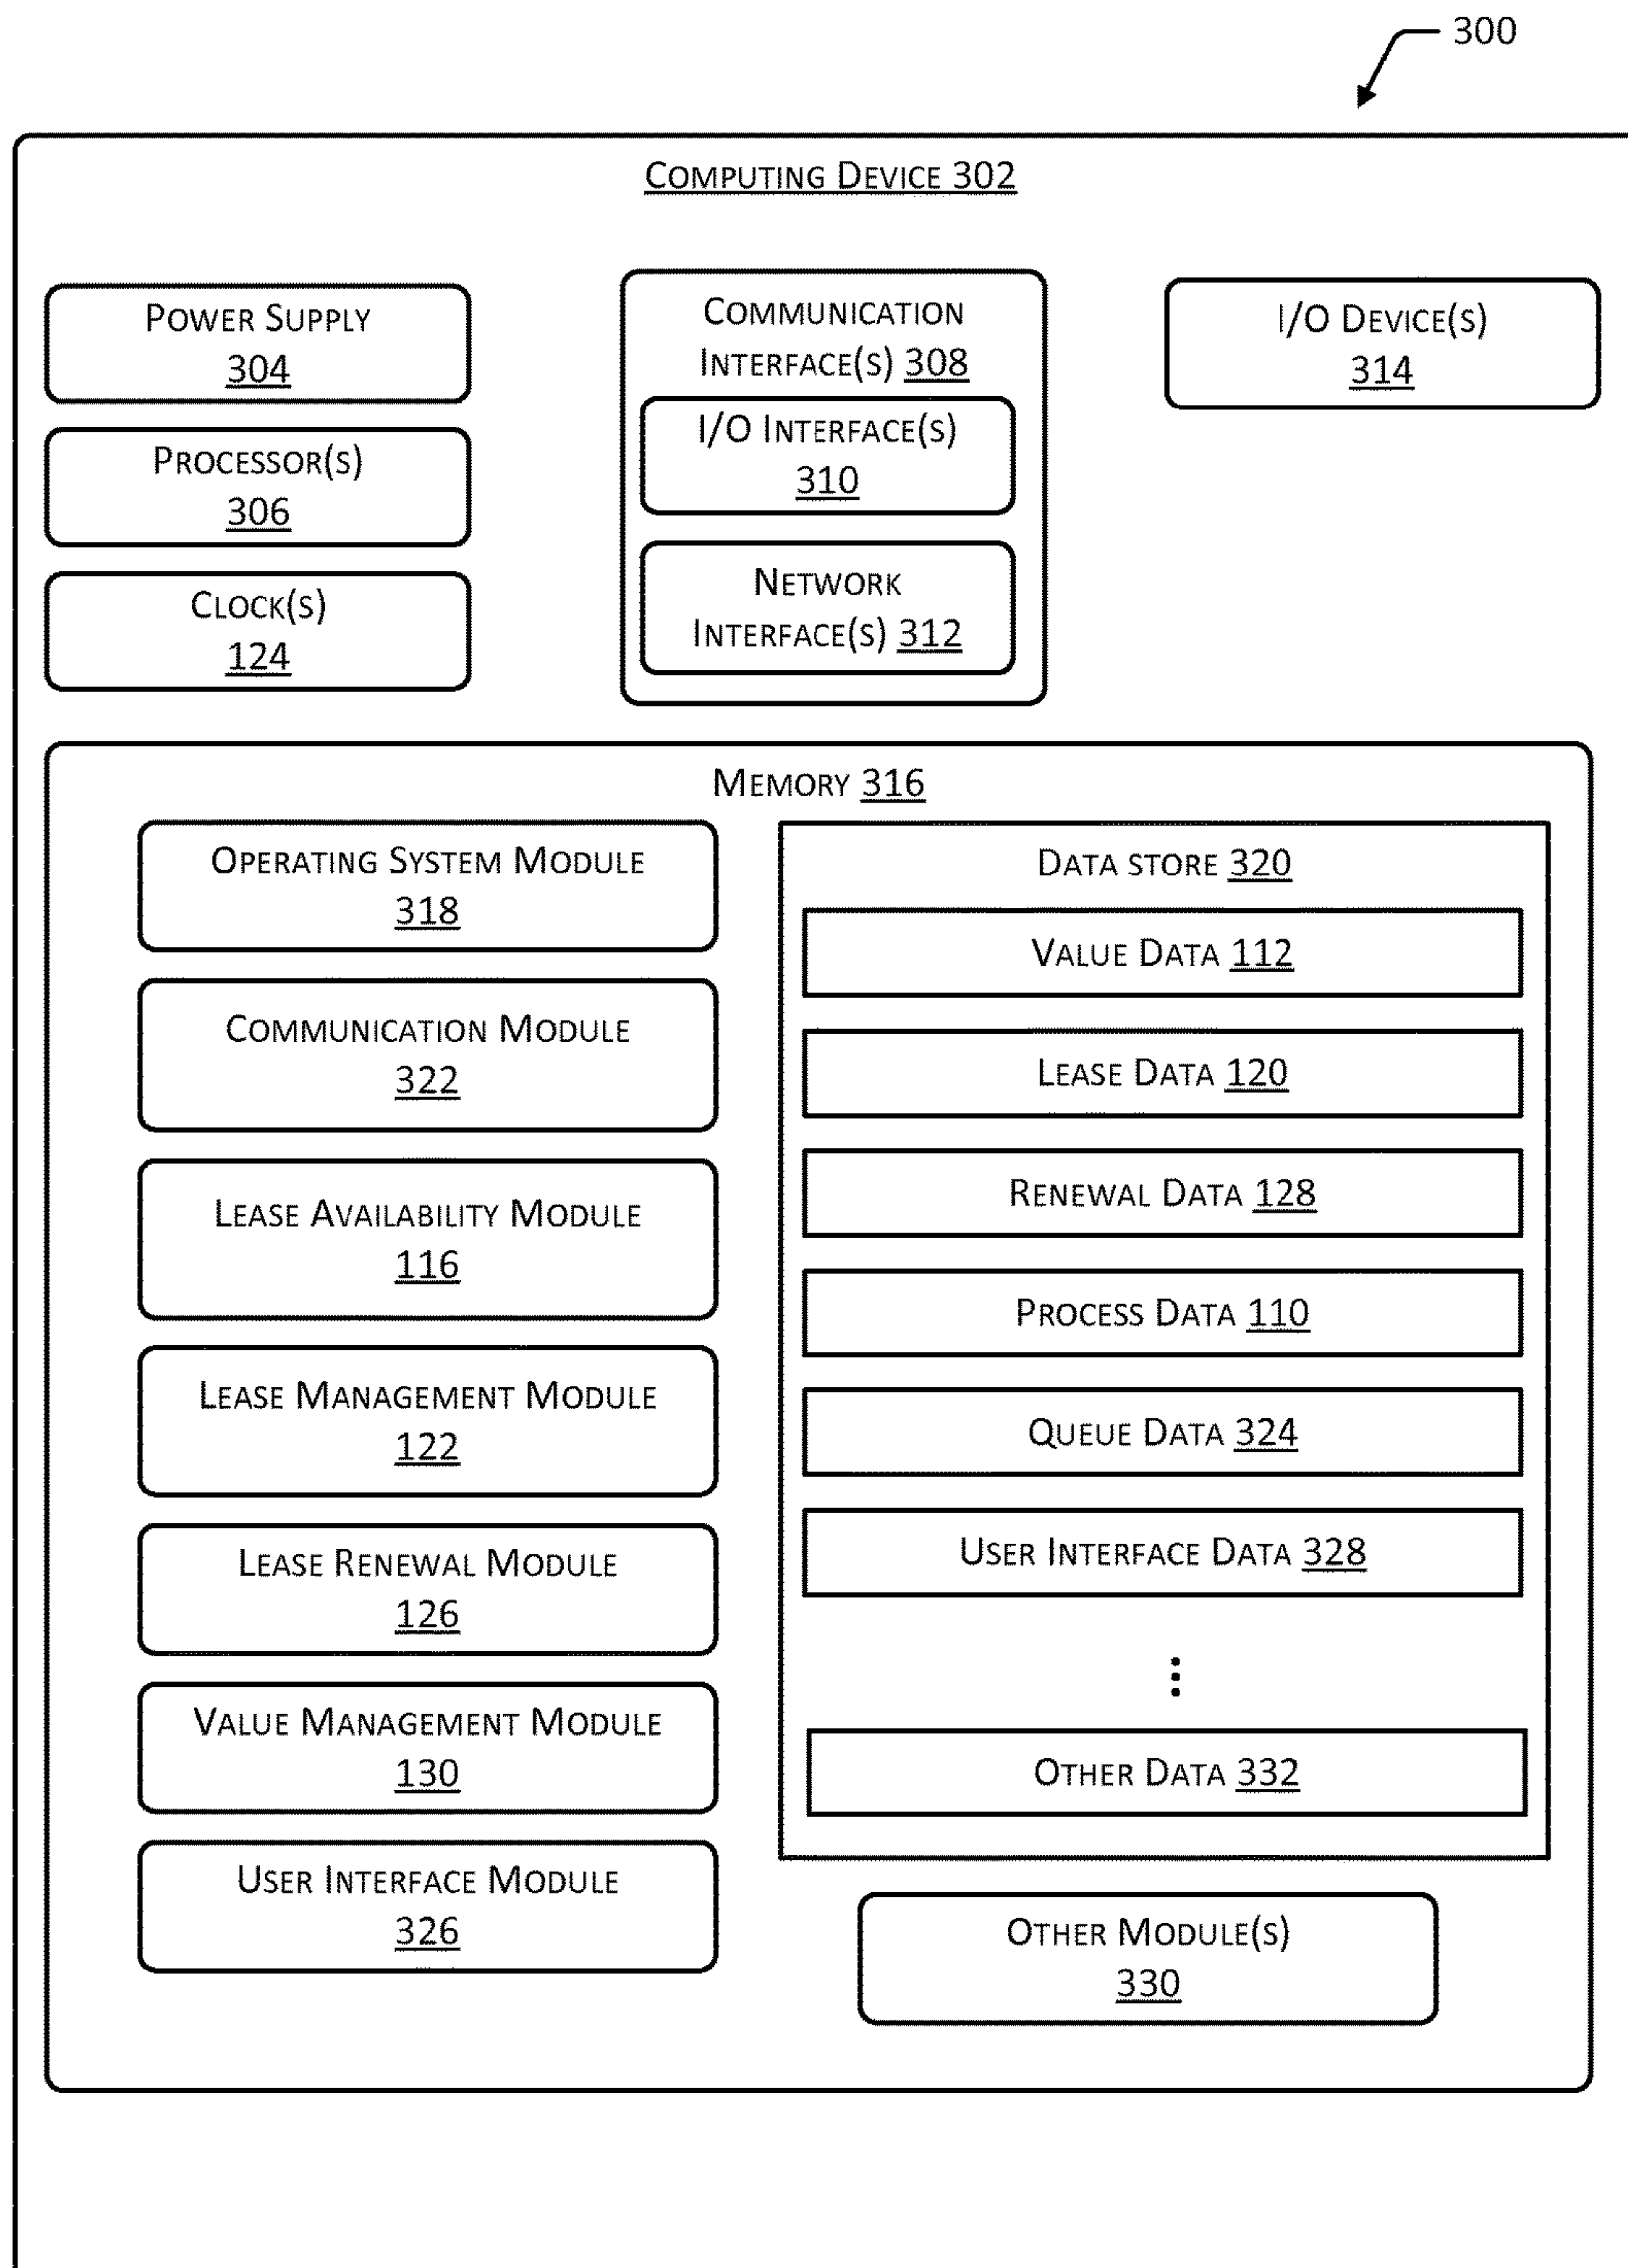 300
Computing Device 302
Power Supply
304
Processor(s)
306
Clock(s)
124
Communication
Interface(s) 308
I/O Interface(s)
310
Network
Interface(s) 312
I/O Device(s)
314
Memory 316
Operating System Module
318
Communication Module
322
Lease Availability Module
116
Lease Management Module
122
Lease Renewal Module
126
Value Management Module
130
User Interface Module
326
Data store 320
Value Data 112
Lease Data 120
Renewal Data 128
Process Data 110
Queue Data 324
User Interface Data 328
⋮
Other Data 332
Other Module(s)
330